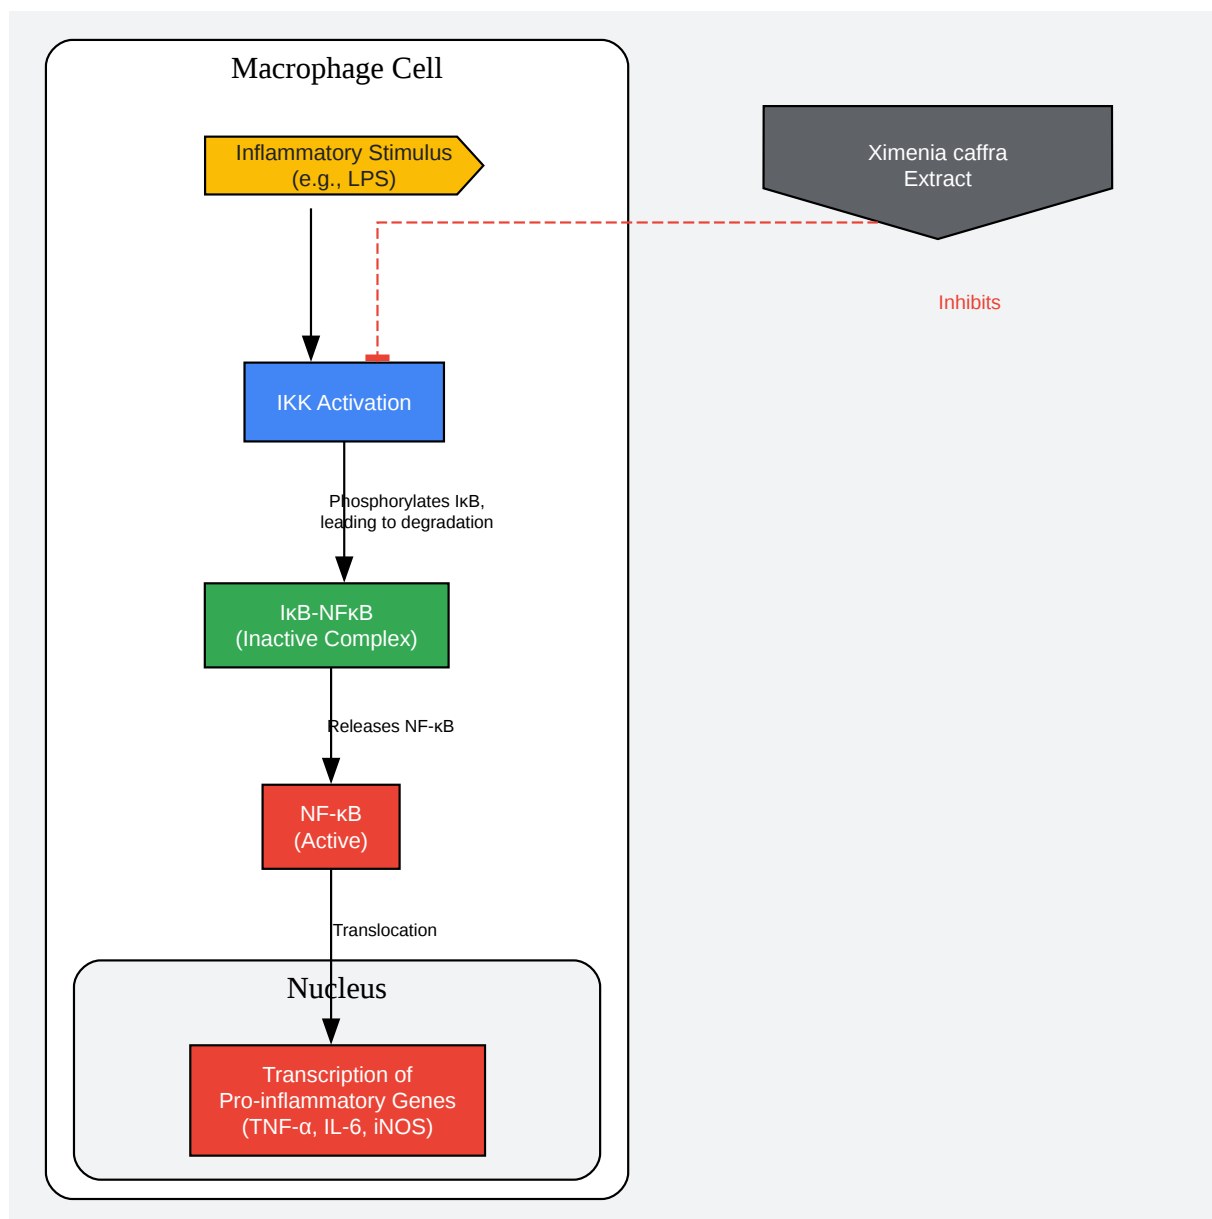 Macrophage Cell
Inflammatory Stimulus
(e.g., LPS)
Ximenia caffra
Extract
Inhibits
IKK Activation
Phosphorylates IκB,
leading to degradation
IκB-NFκB
(Inactive Complex)
Releases NF-κB
NF-κB
(Active)
Translocation
Nucleus
Transcription of
Pro-inflammatory Genes
(TNF-α, IL-6, iNOS)